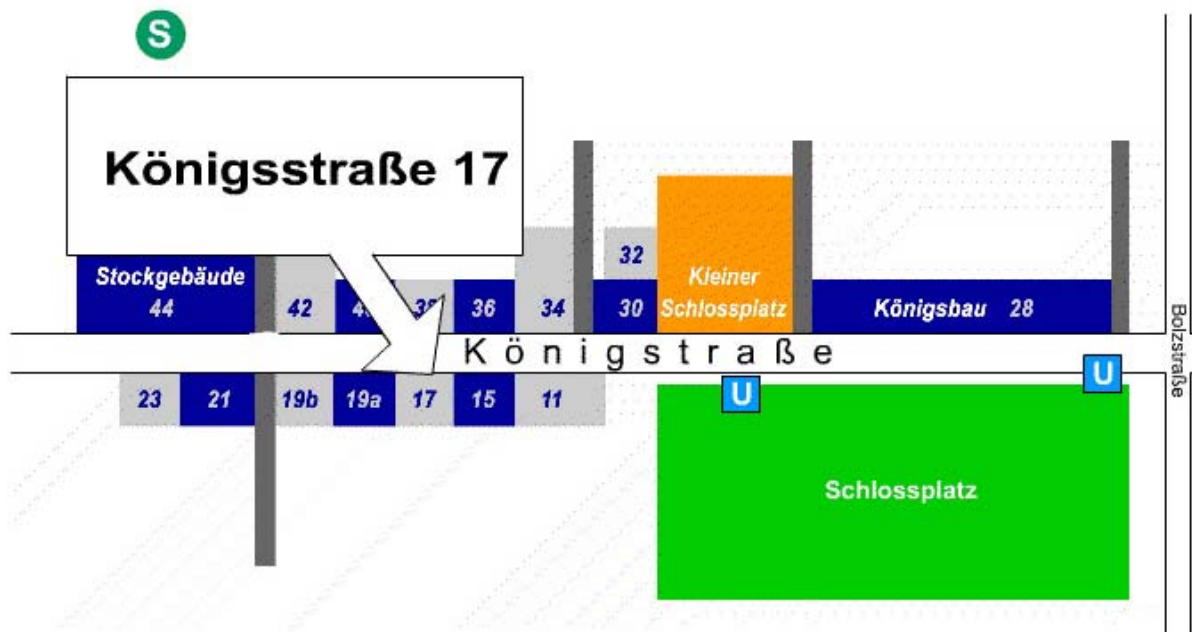 S
Königsstraße 17
Stockgebäude
44
42
36
34
32
30
Kleiner
Schlossplatz
Königsbau 28
Königstraße
Bolzstraße
U
U
23
21
19b
19a
17
15
11
Schlossplatz